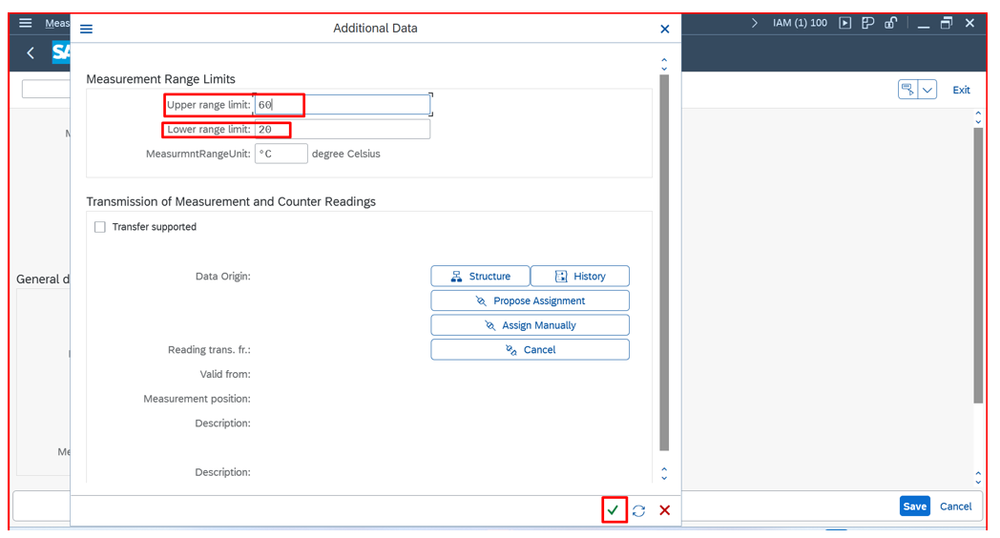 Meas
Additional Data
IAM (1) 100
SA
Exit
Measurement Range Limits
Upper range limit: 60
Lower range limit: 20
MeasurmntRangeUnit: °C degree Celsius
Transmission of Measurement and Counter Readings
Transfer supported
General d
Data Origin: Structure History
Propose Assignment
Assign Manually
Reading trans. fr.: Cancel
Valid from:
Measurement position:
Description:
Me
Description:
Save Cancel